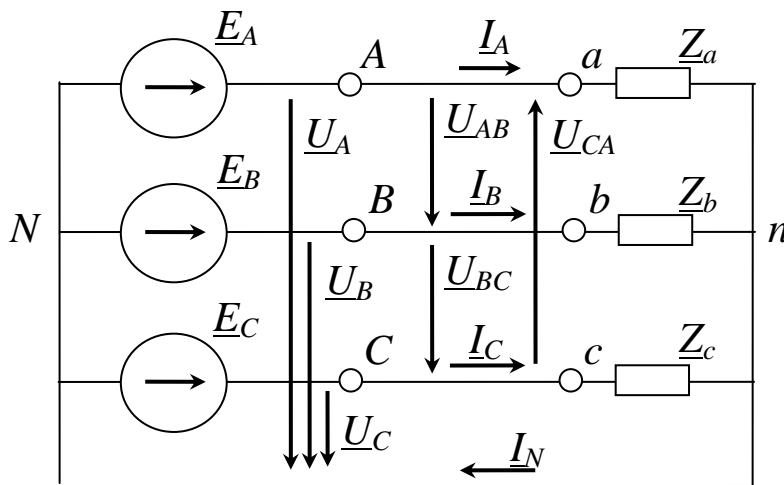 E_A A I_A a Z_a
U_A U_AB U_CA
E_B B I_B b Z_b
N n
U_B U_BC
E_C C I_C c Z_c
U_C I_N